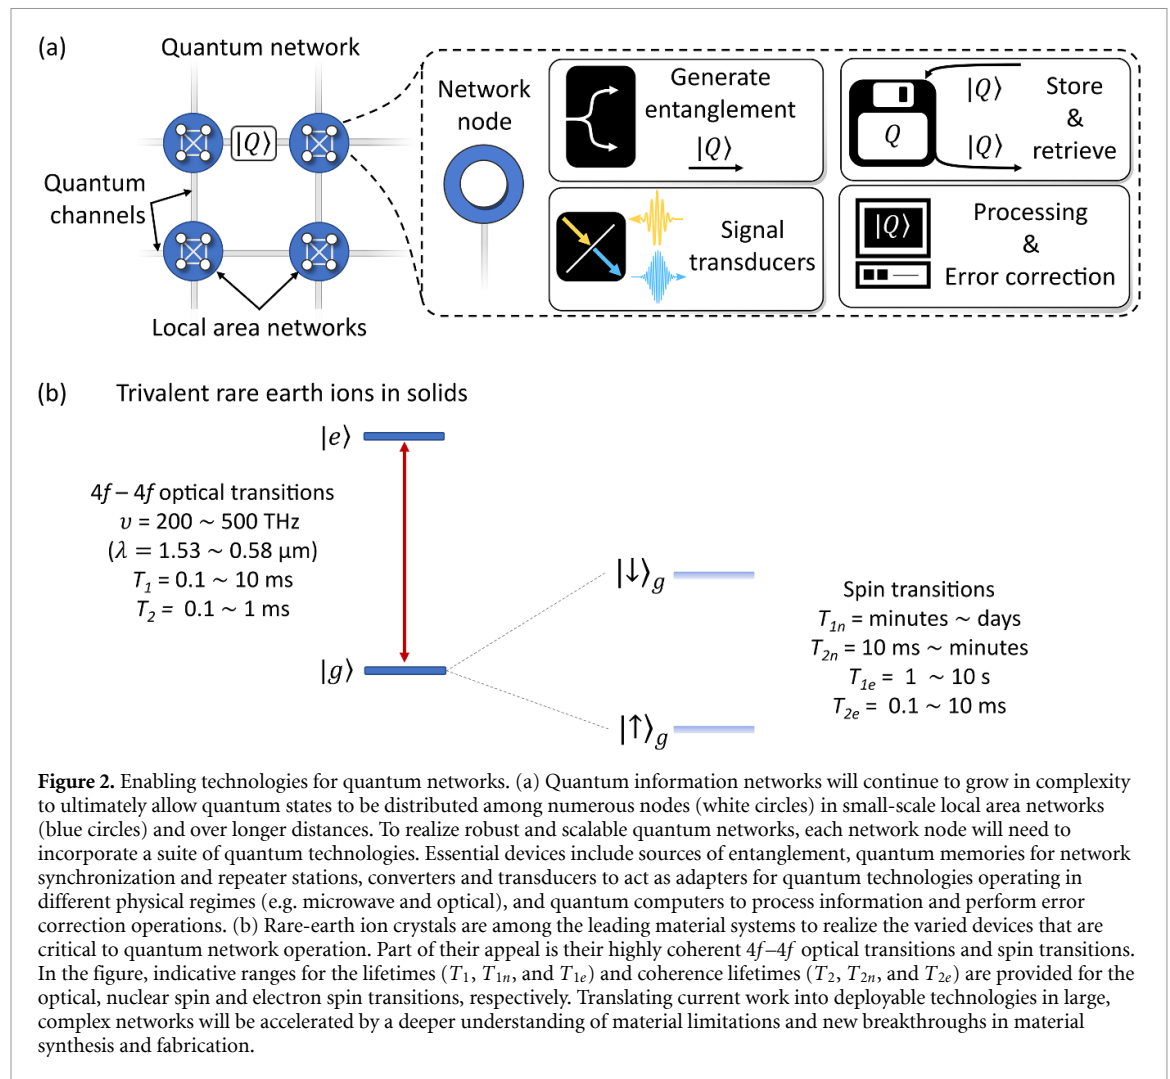 (a)
Quantum network
|Q⟩
Quantum
channels
Local area networks
Network
node
Generate
entanglement
|Q⟩
Q
|Q⟩
|Q⟩
Store
&
retrieve
Signal
transducers
|Q⟩
Processing
&
Error correction
(b) Trivalent rare earth ions in solids
|e⟩
4f – 4f optical transitions
υ = 200 ~ 500 THz
(λ = 1.53 ~ 0.58 μm)
T₁ = 0.1 ~ 10 ms
T₂ = 0.1 ~ 1 ms
|g⟩
|↓⟩g
|↑⟩g
Spin transitions
T1n = minutes ~ days
T2n = 10 ms ~ minutes
T1e = 1 ~ 10 s
T2e = 0.1 ~ 10 ms
Figure 2. Enabling technologies for quantum networks. (a) Quantum information networks will continue to grow in complexity
to ultimately allow quantum states to be distributed among numerous nodes (white circles) in small-scale local area networks
(blue circles) and over longer distances. To realize robust and scalable quantum networks, each network node will need to
incorporate a suite of quantum technologies. Essential devices include sources of entanglement, quantum memories for network
synchronization and repeater stations, converters and transducers to act as adapters for quantum technologies operating in
different physical regimes (e.g. microwave and optical), and quantum computers to process information and perform error
correction operations. (b) Rare-earth ion crystals are among the leading material systems to realize the varied devices that are
critical to quantum network operation. Part of their appeal is their highly coherent 4f–4f optical transitions and spin transitions.
In the figure, indicative ranges for the lifetimes (T₁, T1n, and T1e) and coherence lifetimes (T₂, T2n, and T2e) are provided for the
optical, nuclear spin and electron spin transitions, respectively. Translating current work into deployable technologies in large,
complex networks will be accelerated by a deeper understanding of material limitations and new breakthroughs in material
synthesis and fabrication.